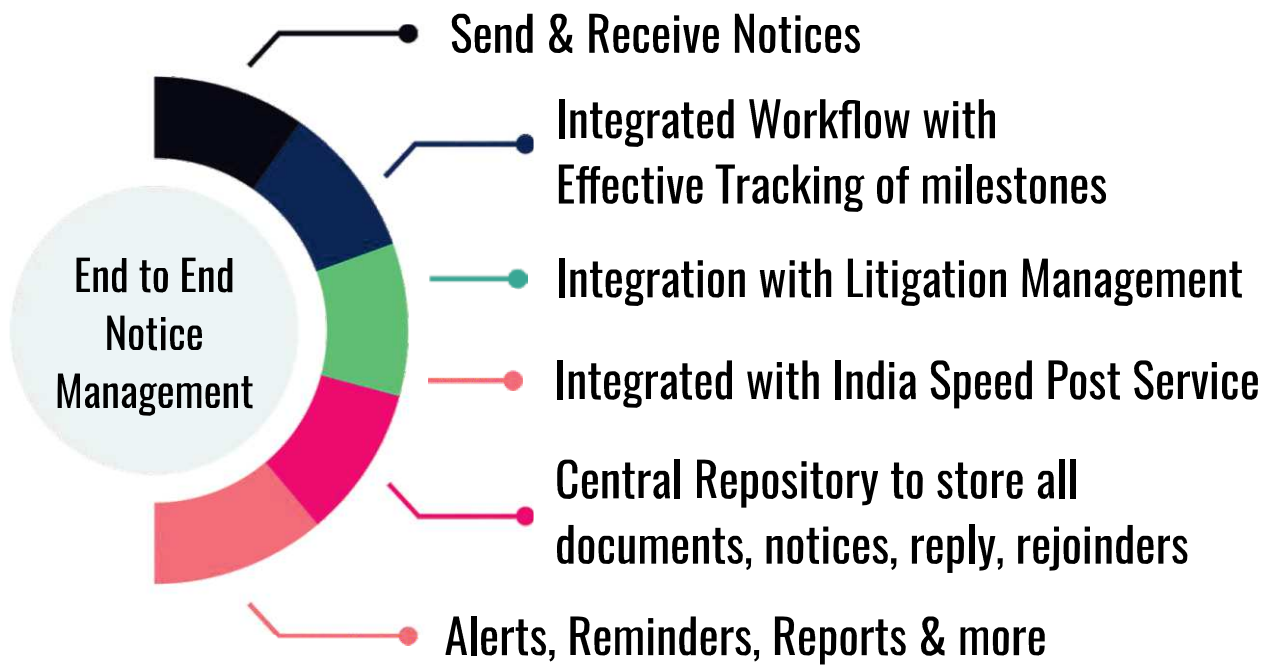 Send & Receive Notices
Integrated Workflow with
Effective Tracking of milestones
End to End
Notice
Management
Integration with Litigation Management
Integrated with India Speed Post Service
Central Repository to store all
documents, notices, reply, rejoinders
Alerts, Reminders, Reports & more